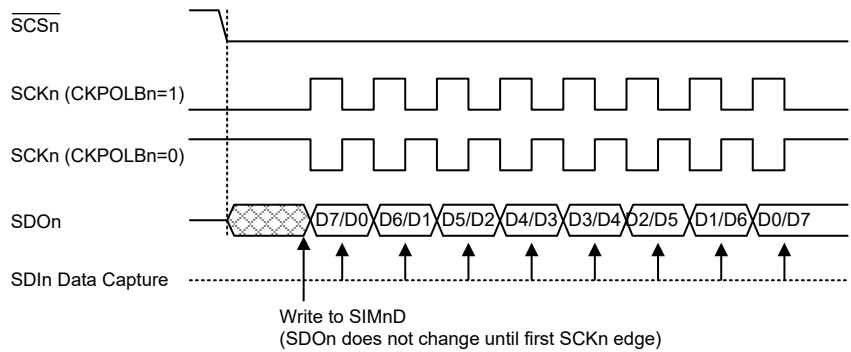 SCSn
SCKn (CKPOLBn=1)
SCKn (CKPOLBn=0)
SDOn D7/D0 D6/D1 D5/D2 D4/D3 D3/D4 D2/D5 D1/D6 D0/D7
SDIn Data Capture
Write to SIMnD
(SDOn does not change until first SCKn edge)